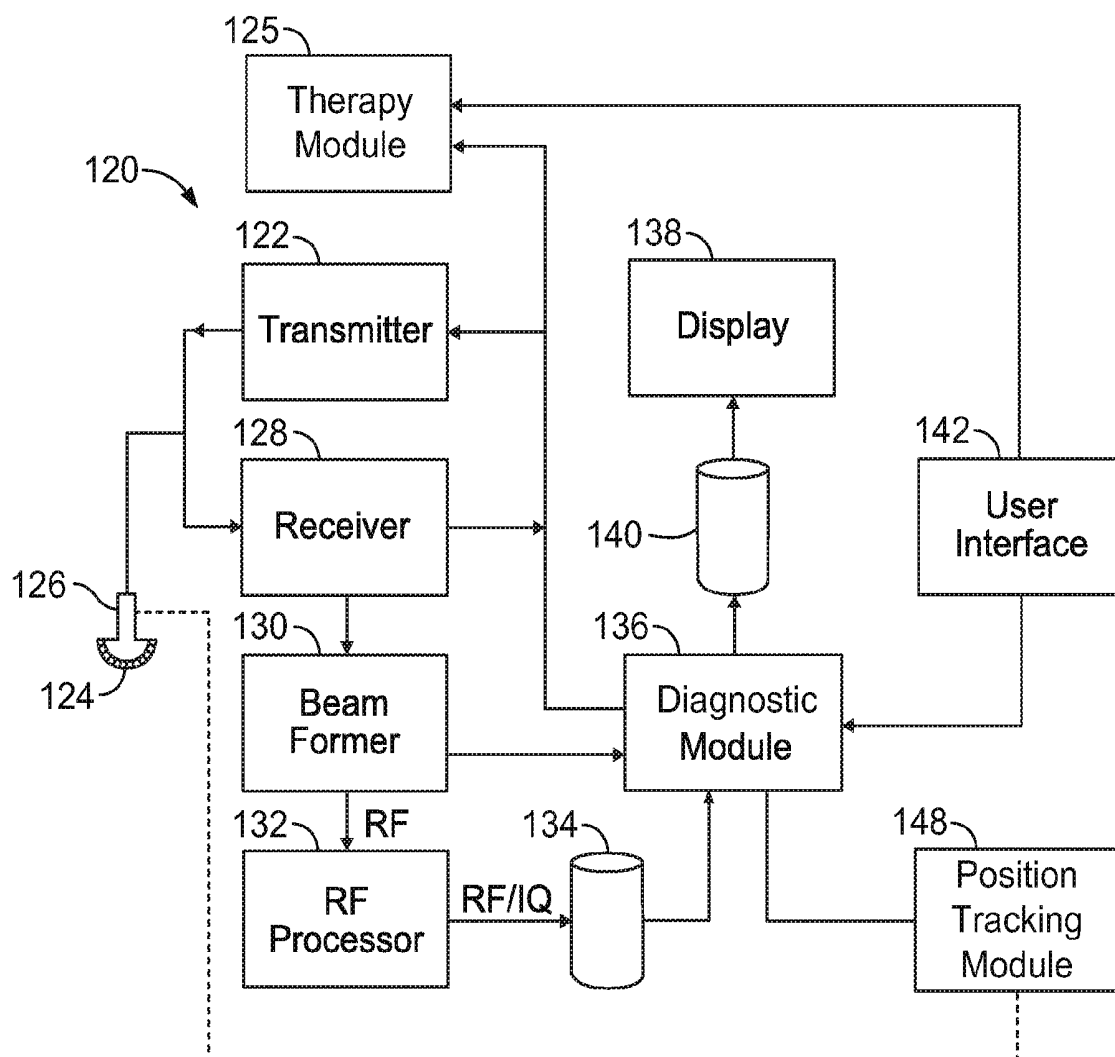 125
Therapy
Module
120
122
Transmitter
138
Display
128
Receiver
142
User
Interface
140
126
124
130
Beam
Former
136
Diagnostic
Module
RF
132
RF
Processor
RF/IQ
134
148
Position
Tracking
Module